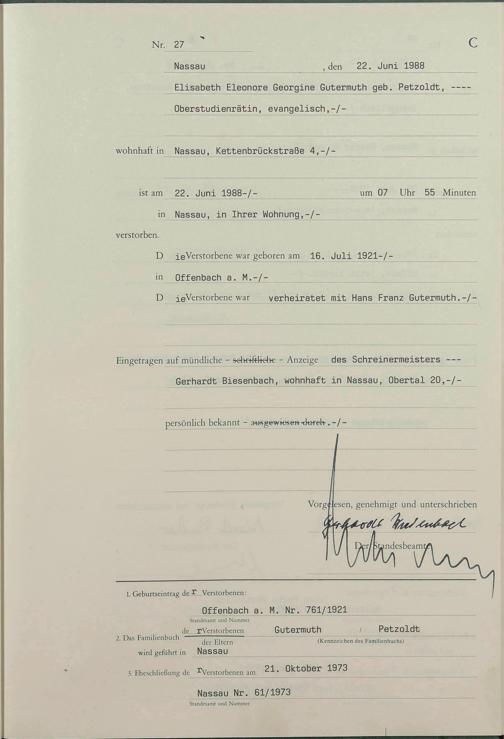 Nr. 27 C
Nassau , den 22. Juni 1988
Elisabeth Eleonore Georgine Gutermuth geb. Petzoldt, ----
Oberstudienrätin, evangelisch,-/-
wohnhaft in Nassau, Kettenbrückstraße 4,-/-
ist am 22. Juni 1988-/- um 07 Uhr 55 Minuten
in Nassau, in Ihrer Wohnung,-/-
verstorben.
D ie Verstorbene war geboren am 16. Juli 1921-/-
in Offenbach a. M.-/-
D ie Verstorbene war verheiratet mit Hans Franz Gutermuth.-/-
Eingetragen auf mündliche – schriftliche – Anzeige des Schreinermeisters ---
Gerhardt Biesenbach, wohnhaft in Nassau, Obertal 20,-/-
persönlich bekannt – ausgewiesen durch .-/-
Vorgelesen, genehmigt und unterschrieben
Gerhardt Biesenbach
Der Standesbeamte
1. Geburtseintrag de r Verstorbenen:
Offenbach a. M. Nr. 761/1921
Standesamt und Nummer
2. Das Familienbuch de r Verstorbenen Gutermuth / Petzoldt
der Eltern (Kennzeichen des Familienbuchs)
wird geführt in Nassau
3. Eheschließung de r Verstorbenen am 21. Oktober 1973
Nassau Nr. 61/1973
Standesamt und Nummer